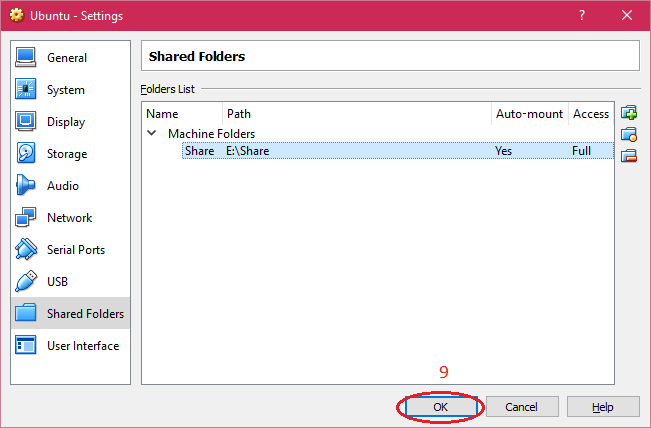 Ubuntu - Settings
?
General
System
Display
Storage
Audio
Network
Serial Ports
USB
Shared Folders
User Interface
Shared Folders
Folders List
Name Path Auto-mount Access
Machine Folders
Share E:\Share Yes Full
9
OK Cancel Help